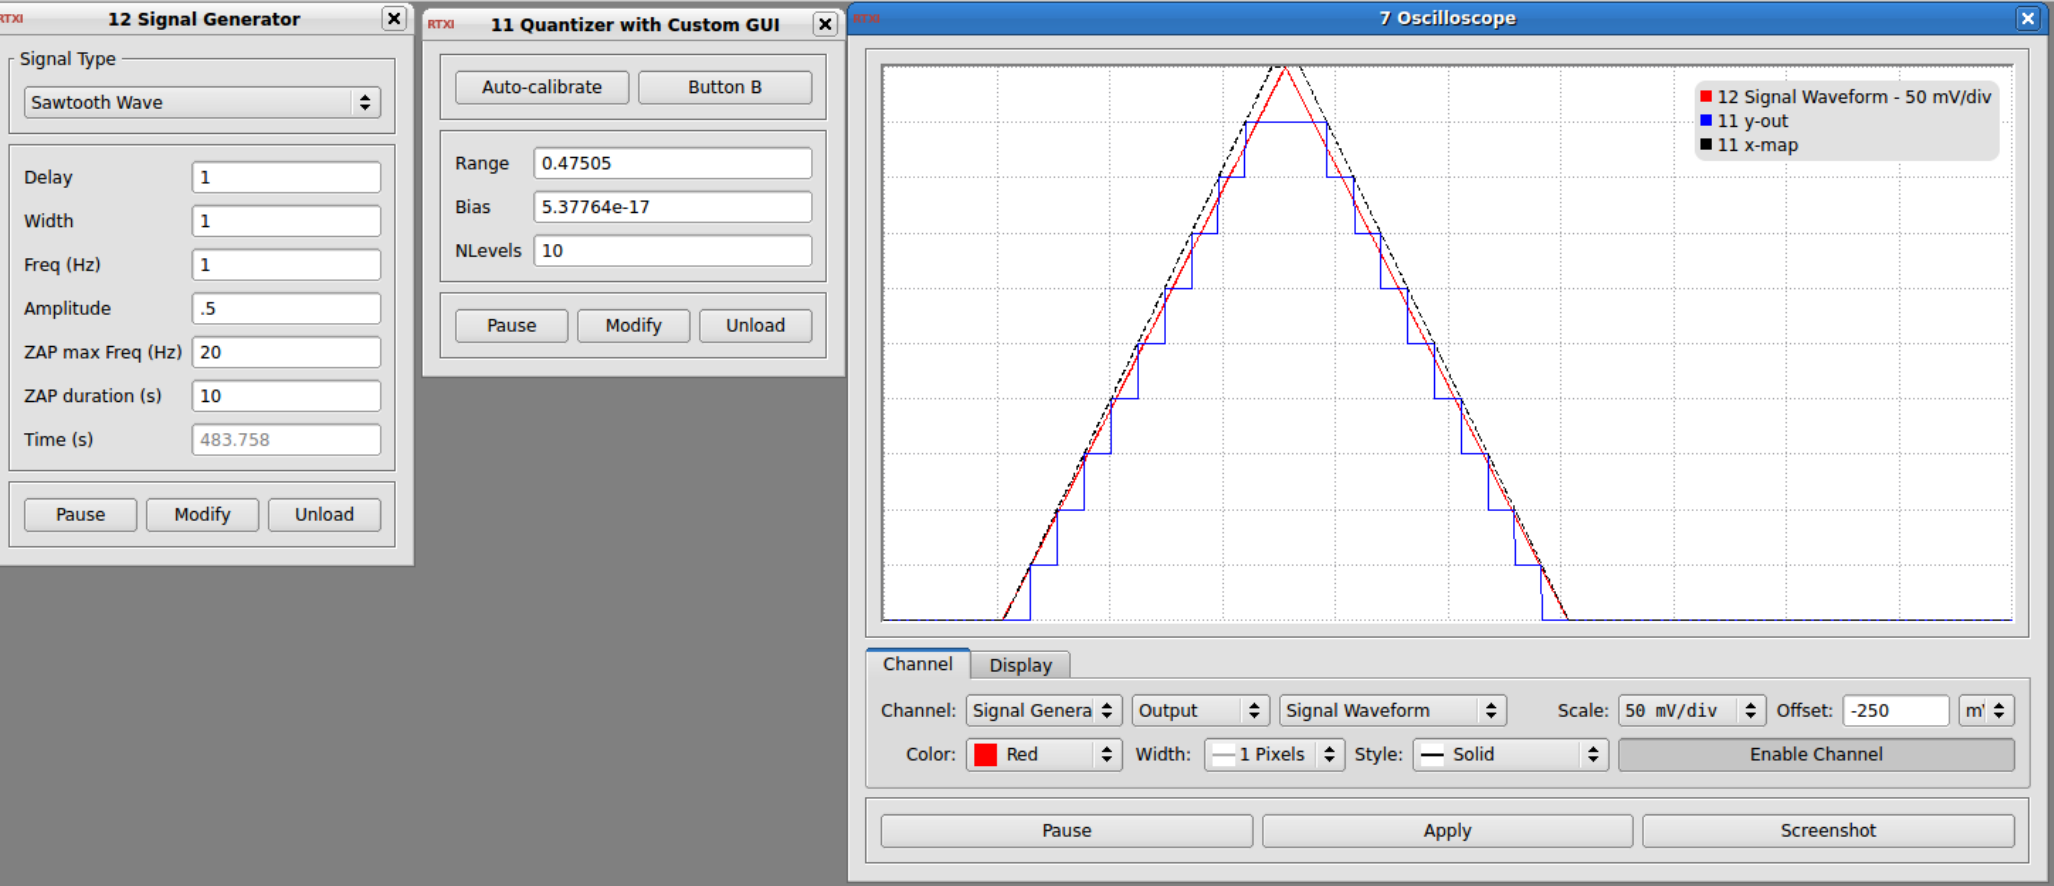 RTXI 12 Signal Generator
Signal Type
Sawtooth Wave
Delay 1
Width 1
Freq (Hz) 1
Amplitude .5
ZAP max Freq (Hz) 20
ZAP duration (s) 10
Time (s) 483.758
Pause Modify Unload
RTXI 11 Quantizer with Custom GUI
Auto-calibrate Button B
Range 0.47505
Bias 5.37764e-17
NLevels 10
Pause Modify Unload
RTXI 7 Oscilloscope
12 Signal Waveform - 50 mV/div
11 y-out
11 x-map
Channel Display
Channel: Signal Genera Output Signal Waveform Scale: 50 mV/div Offset: -250 m
Color: Red Width: 1 Pixels Style: Solid Enable Channel
Pause Apply Screenshot